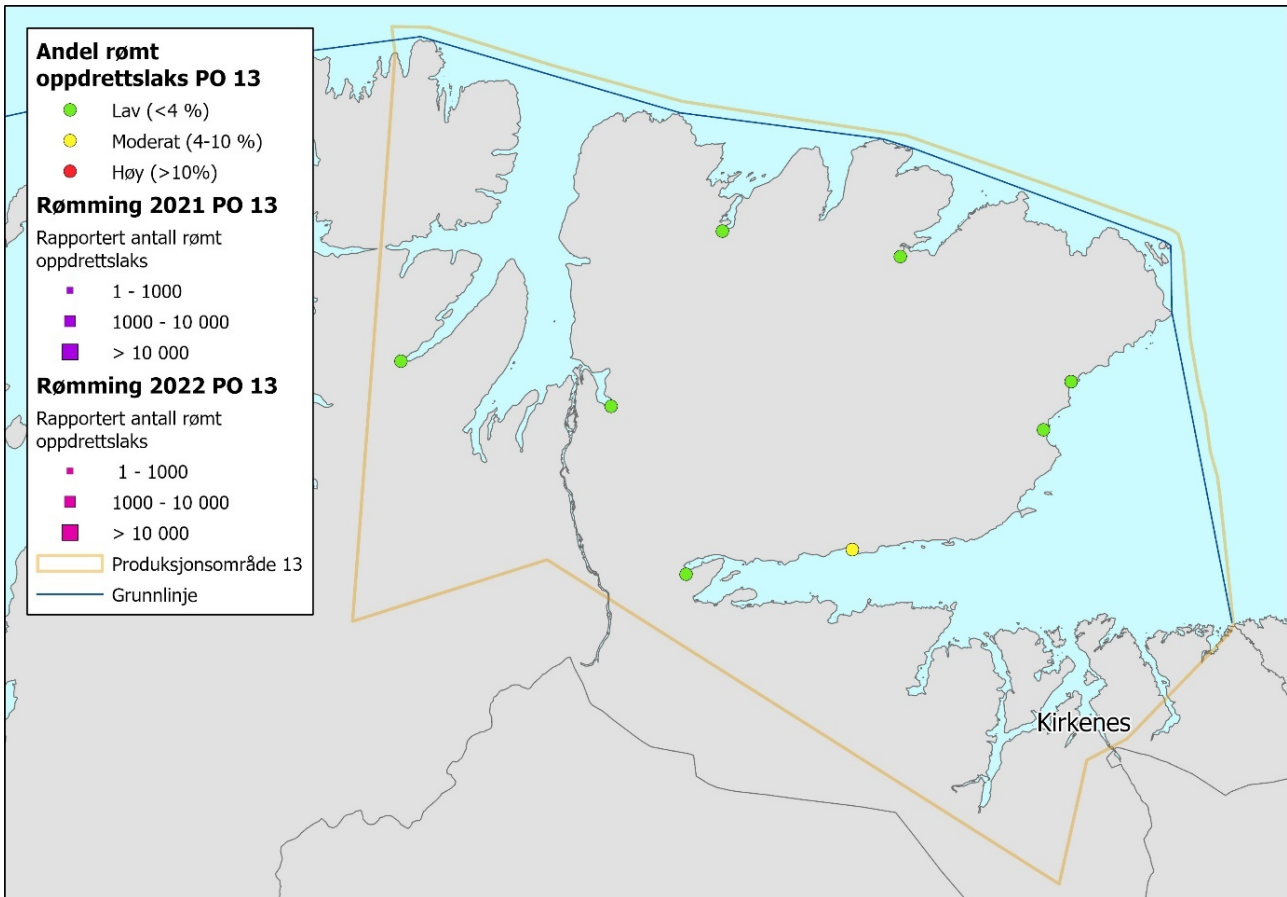 Andel rømt
oppdrettslaks PO 13
Lav (<4 %)
Moderat (4-10 %)
Høy (>10%)
Rømming 2021 PO 13
Rapportert antall rømt
oppdrettslaks
1 - 1000
1000 - 10 000
> 10 000
Rømming 2022 PO 13
Rapportert antall rømt
oppdrettslaks
1 - 1000
1000 - 10 000
> 10 000
Produksjonsområde 13
Grunnlinje
Kirkenes